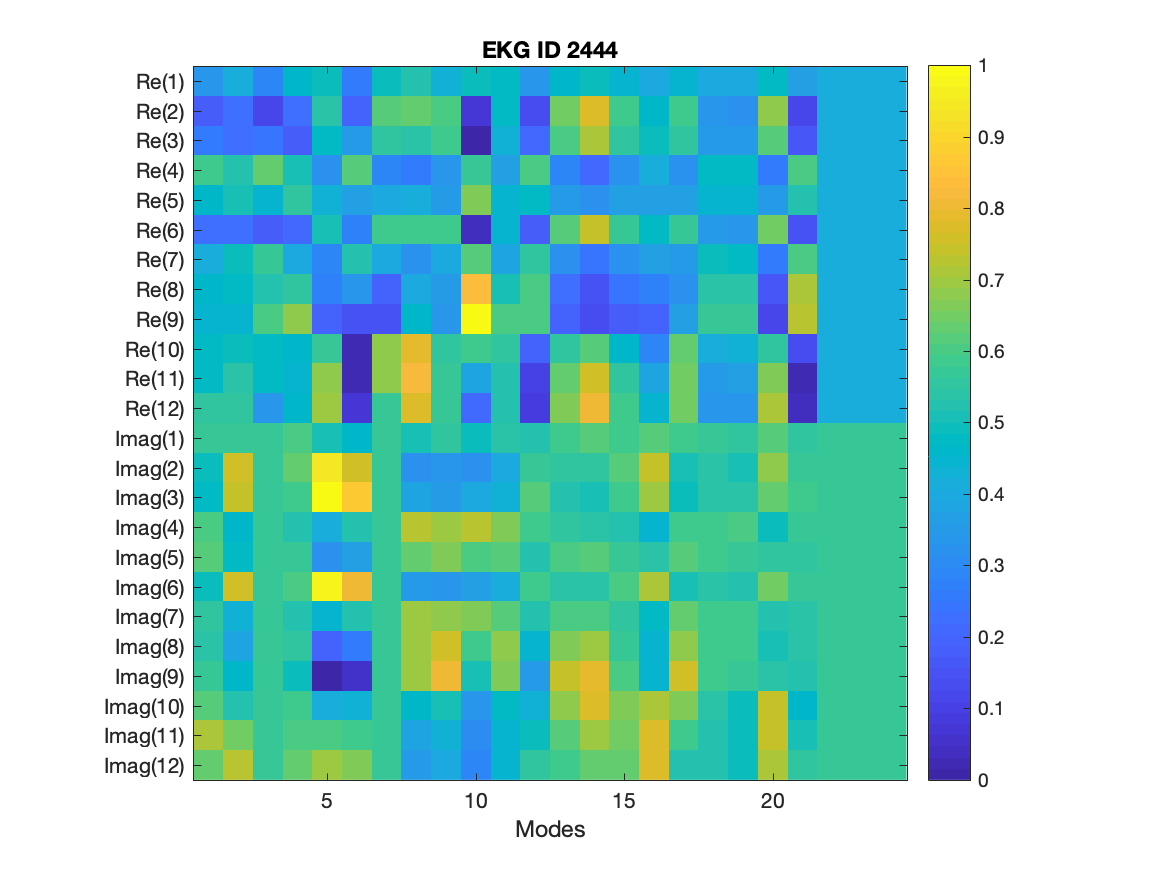 EKG ID 2444
Re(1)
Re(2)
Re(3)
Re(4)
Re(5)
Re(6)
Re(7)
Re(8)
Re(9)
Re(10)
Re(11)
Re(12)
Imag(1)
Imag(2)
Imag(3)
Imag(4)
Imag(5)
Imag(6)
Imag(7)
Imag(8)
Imag(9)
Imag(10)
Imag(11)
Imag(12)
5 10 15 20
Modes
1
0.9
0.8
0.7
0.6
0.5
0.4
0.3
0.2
0.1
0